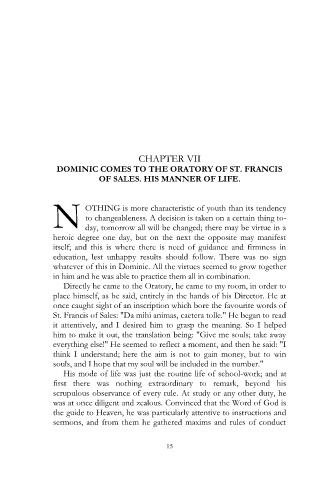 CHAPTER VII
DOMINIC COMES TO THE ORATORY OF ST. FRANCIS
OF SALES. HIS MANNER OF LIFE.
NOTHING is more characteristic of youth than its tendency
to changeableness. A decision is taken on a certain thing to-
day, tomorrow all will be changed; there may be virtue in a
heroic degree one day, but on the next the opposite may manifest
itself; and this is where there is need of guidance and firmness in
education, lest unhappy results should follow. There was no sign
whatever of this in Dominic. All the virtues seemed to grow together
in him and he was able to practice them all in combination.
Directly he came to the Oratory, he came to my room, in order to
place himself, as he said, entirely in the hands of his Director. He at
once caught sight of an inscription which bore the favourite words of
St. Francis of Sales: "Da mihi animas, caetera tolle." He began to read
it attentively, and I desired him to grasp the meaning. So I helped
him to make it out, the translation being: "Give me souls; take away
everything else!" He seemed to reflect a moment, and then he said: "I
think I understand; here the aim is not to gain money, but to win
souls, and I hope that my soul will be included in the number."
His mode of life was just the routine life of school-work; and at
first there was nothing extraordinary to remark, beyond his
scrupulous observance of every rule. At study or any other duty, he
was at once diligent and zealous. Convinced that the Word of God is
the guide to Heaven, he was particularly attentive to instructions and
sermons, and from them he gathered maxims and rules of conduct
15